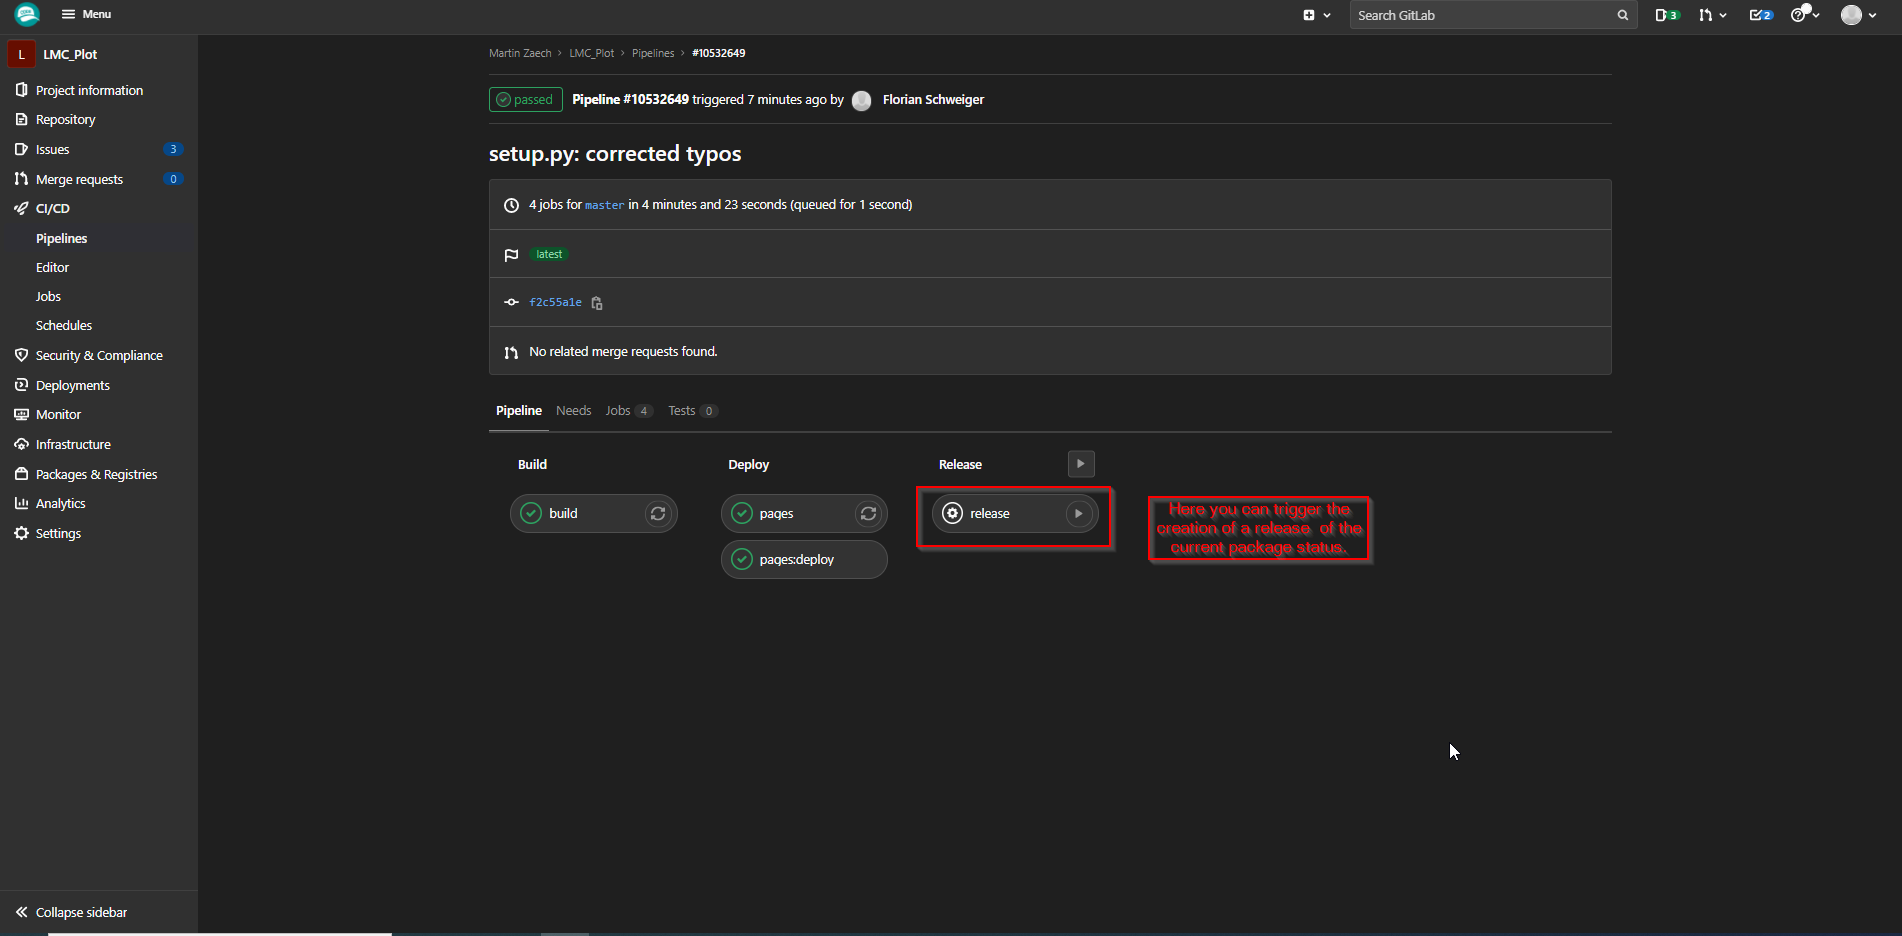 Menu
Search GitLab
3
2
L LMC_Plot
Project information
Repository
Issues 3
Merge requests 0
CI/CD
Pipelines
Editor
Jobs
Schedules
Security & Compliance
Deployments
Monitor
Infrastructure
Packages & Registries
Analytics
Settings
Collapse sidebar
Martin Zaech > LMC_Plot > Pipelines > #10532649
passed Pipeline #10532649 triggered 7 minutes ago by Florian Schweiger
setup.py: corrected typos
4 jobs for master in 4 minutes and 23 seconds (queued for 1 second)
latest
f2c55a1e
No related merge requests found.
Pipeline Needs Jobs 4 Tests 0
Build Deploy Release
build pages release
pages:deploy
Here you can trigger the
creation of a release of the
current package status.